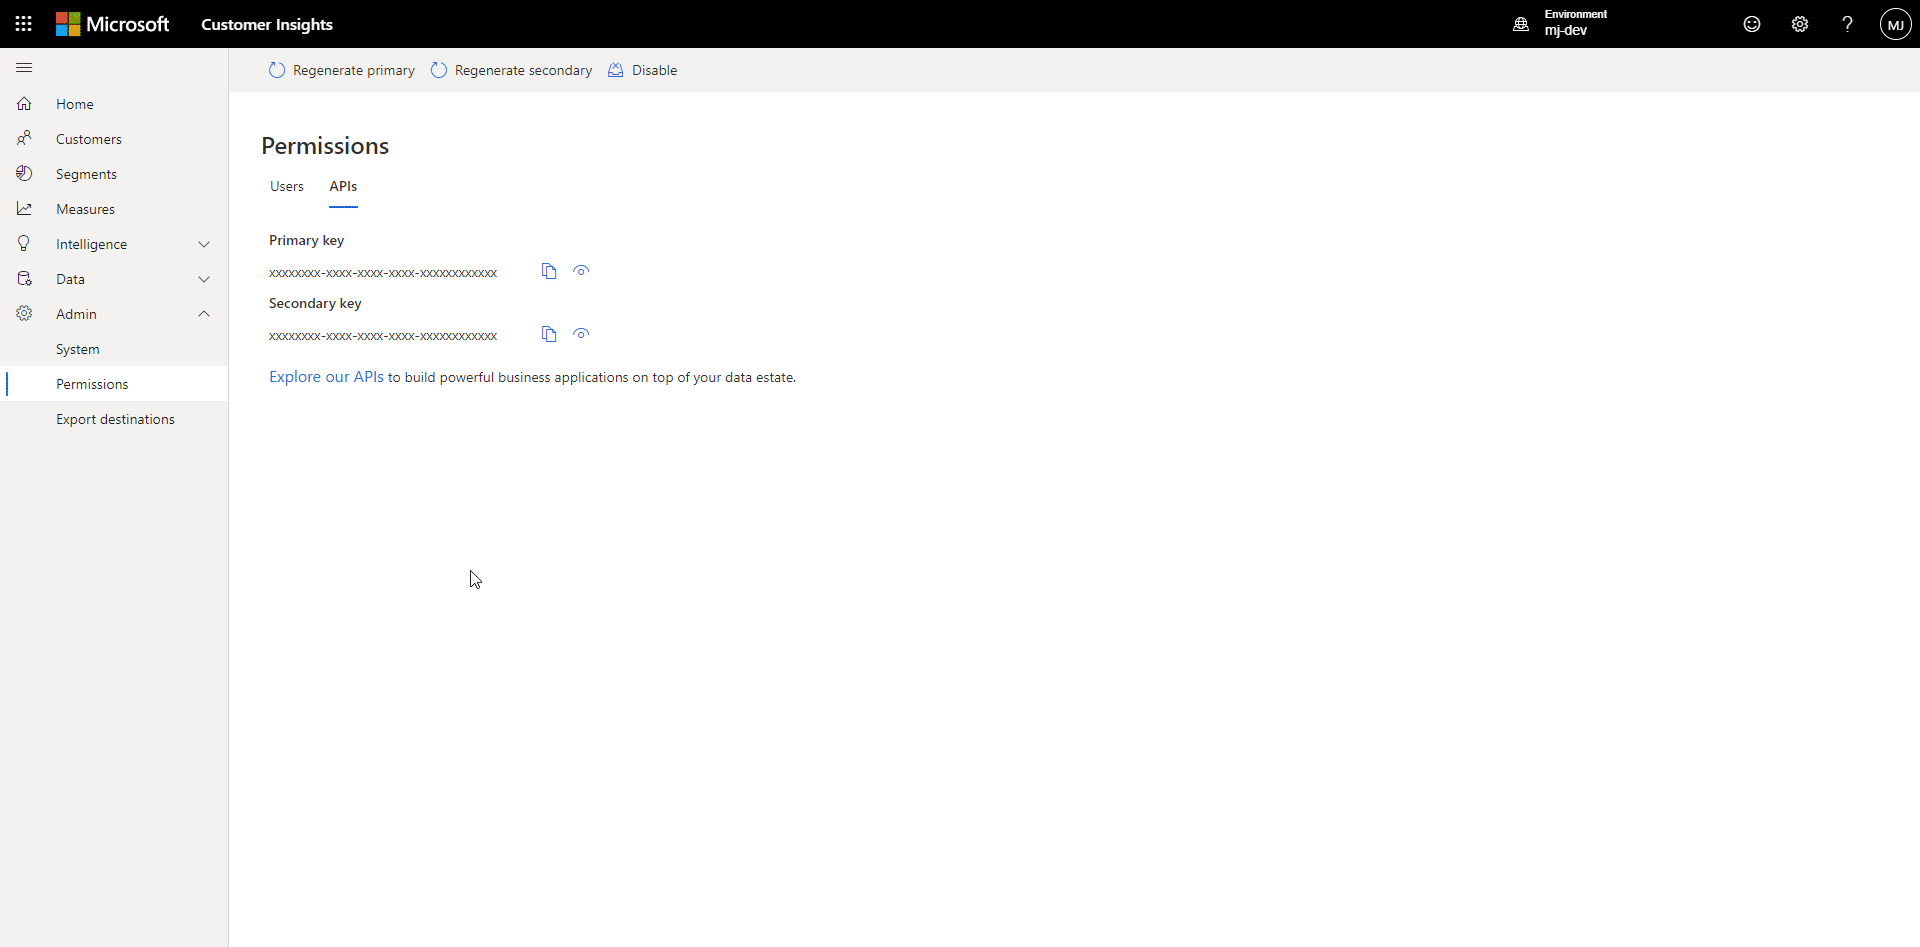 Microsoft Customer Insights
Environment
mj-dev
?
MJ
Regenerate primary Regenerate secondary Disable
Home
Customers
Segments
Measures
Intelligence
Data
Admin
System
Permissions
Export destinations
Permissions
Users APIs
Primary key
xxxxxxxx-xxxx-xxxx-xxxx-xxxxxxxxxxxx
Secondary key
xxxxxxxx-xxxx-xxxx-xxxx-xxxxxxxxxxxx
Explore our APIs to build powerful business applications on top of your data estate.